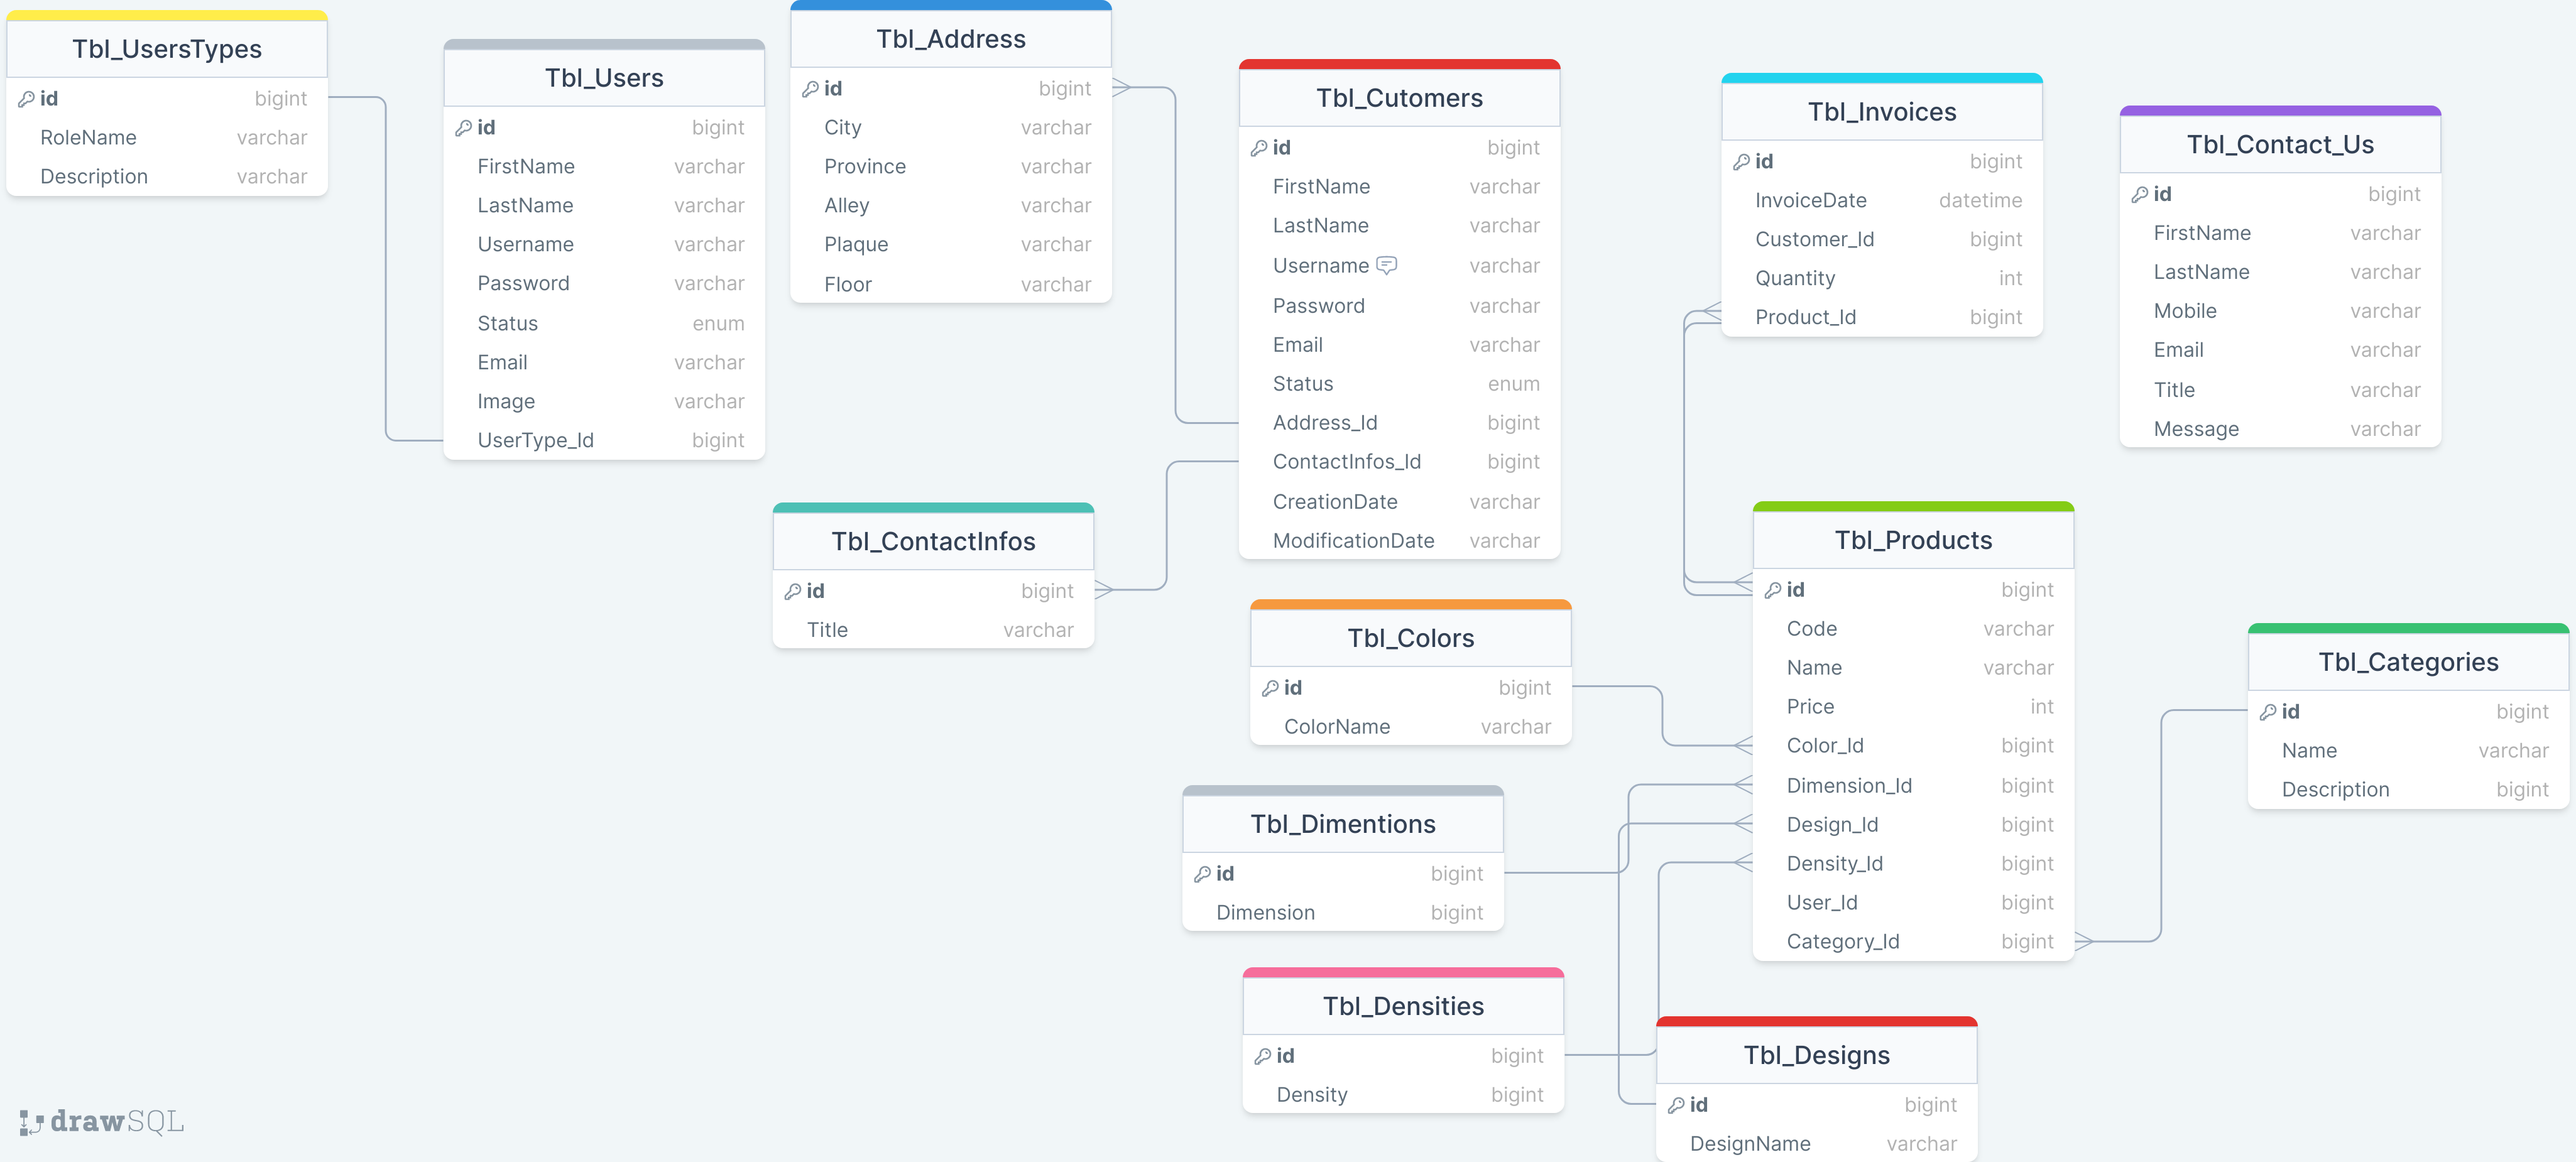 Tbl_UsersTypes
id bigint
RoleName varchar
Description varchar
Tbl_Users
id bigint
FirstName varchar
LastName varchar
Username varchar
Password varchar
Status enum
Email varchar
Image varchar
UserType_Id bigint
Tbl_Address
id bigint
City varchar
Province varchar
Alley varchar
Plaque varchar
Floor varchar
Tbl_Cutomers
id bigint
FirstName varchar
LastName varchar
Username varchar
Password varchar
Email varchar
Status enum
Address_Id bigint
ContactInfos_Id bigint
CreationDate varchar
ModificationDate varchar
Tbl_Invoices
id bigint
InvoiceDate datetime
Customer_Id bigint
Quantity int
Product_Id bigint
Tbl_Contact_Us
id bigint
FirstName varchar
LastName varchar
Mobile varchar
Email varchar
Title varchar
Message varchar
Tbl_ContactInfos
id bigint
Title varchar
Tbl_Colors
id bigint
ColorName varchar
Tbl_Products
id bigint
Code varchar
Name varchar
Price int
Color_Id bigint
Dimension_Id bigint
Design_Id bigint
Density_Id bigint
User_Id bigint
Category_Id bigint
Tbl_Categories
id bigint
Name varchar
Description bigint
Tbl_Dimentions
id bigint
Dimension bigint
Tbl_Densities
id bigint
Density bigint
Tbl_Designs
id bigint
DesignName varchar
drawSQL